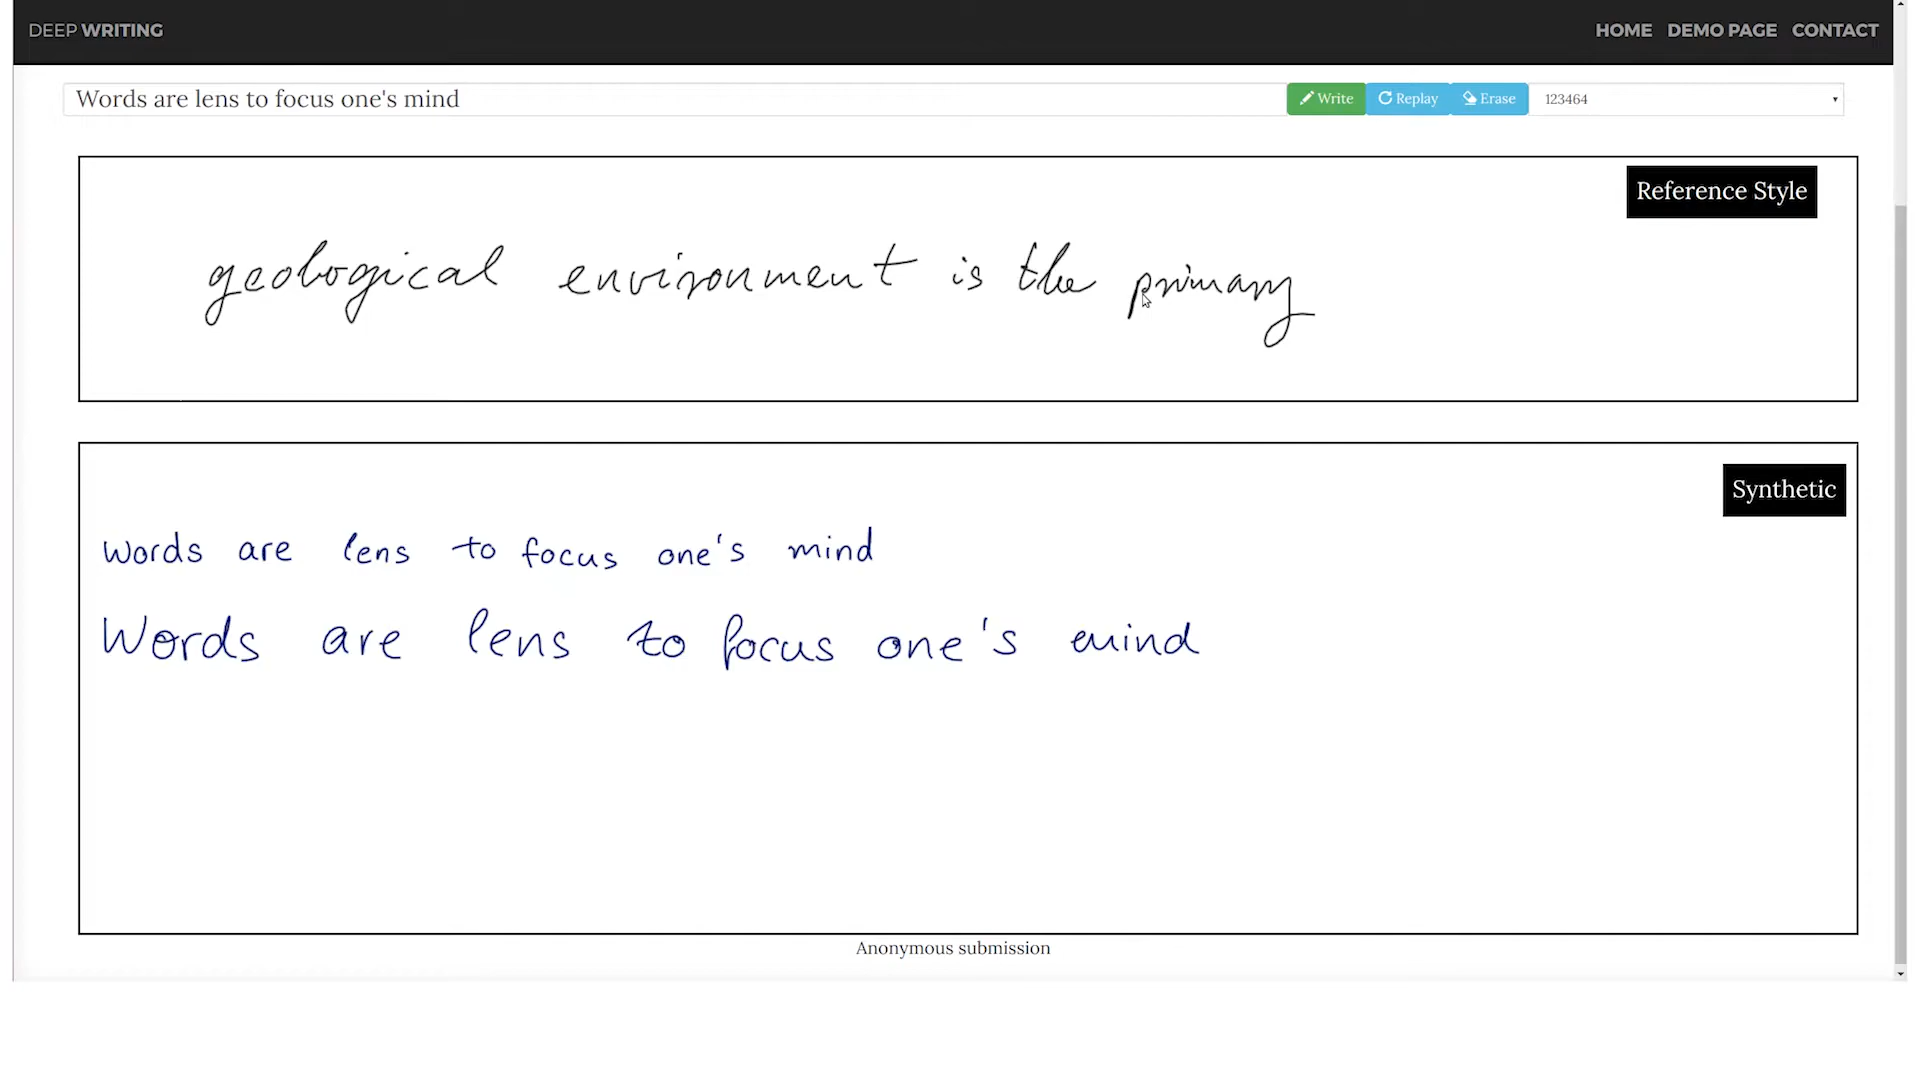 DEEP WRITING HOME DEMO PAGE CONTACT
Words are lens to focus one's mind Write Replay Erase 123464
Reference Style
geological environment is the primary
Synthetic
words are lens to focus one's mind
Words are lens to focus one's mind
Anonymous submission